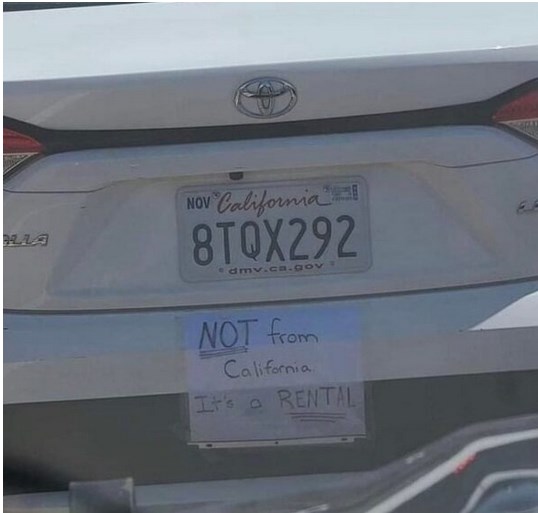 NOV California
8TQX292
dmv.ca.gov
NOT from
California
It's a RENTAL